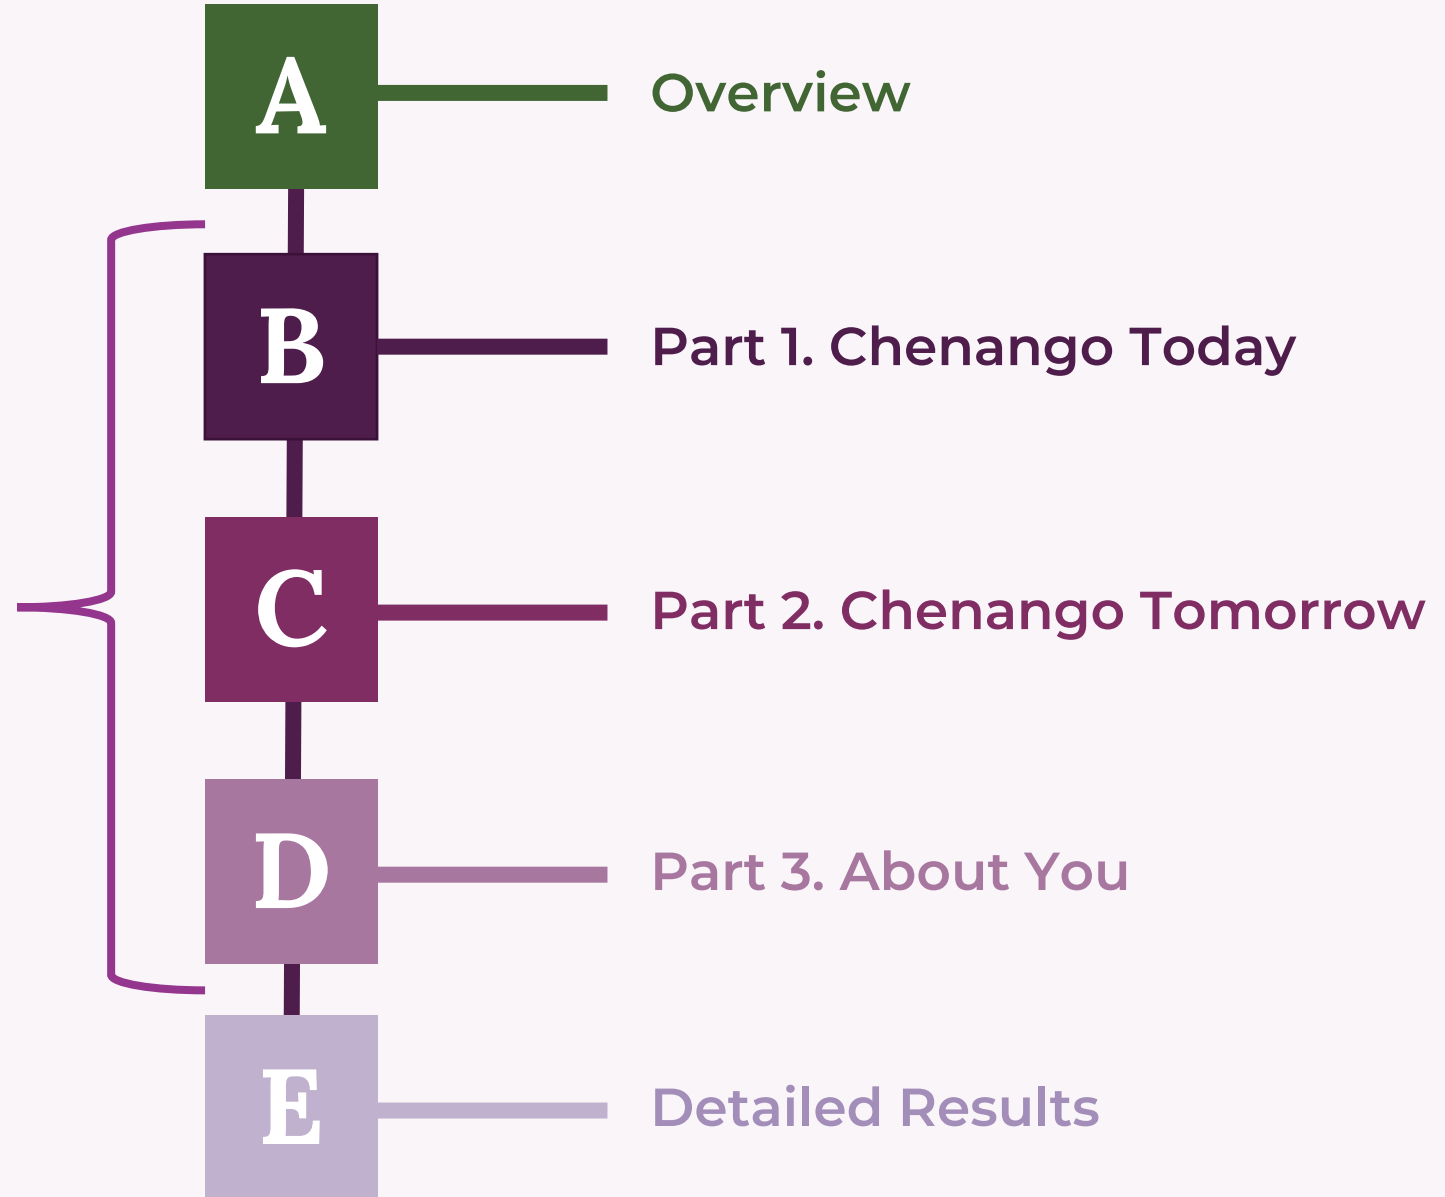 A
Overview
B
Part 1. Chenango Today
C
Part 2. Chenango Tomorrow
D
Part 3. About You
E
Detailed Results